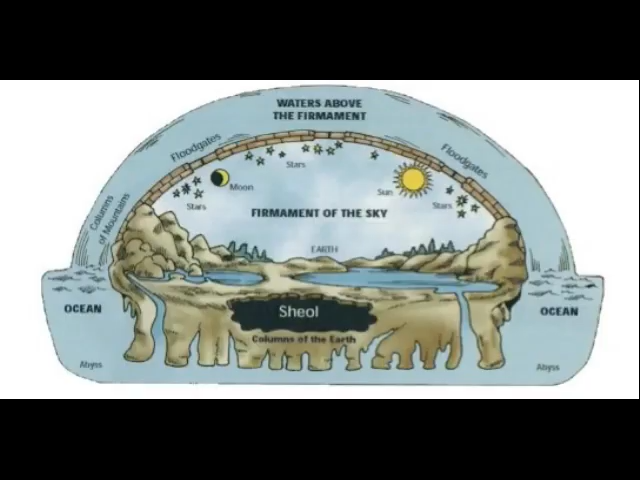 WATERS ABOVE
THE FIRMAMENT
Floodgates
Floodgates
Stars
Moon
Sun
Stars
Stars
Columns
of Mountains
FIRMAMENT OF THE SKY
EARTH
OCEAN
Sheol
OCEAN
Columns of the Earth
Abyss
Abyss